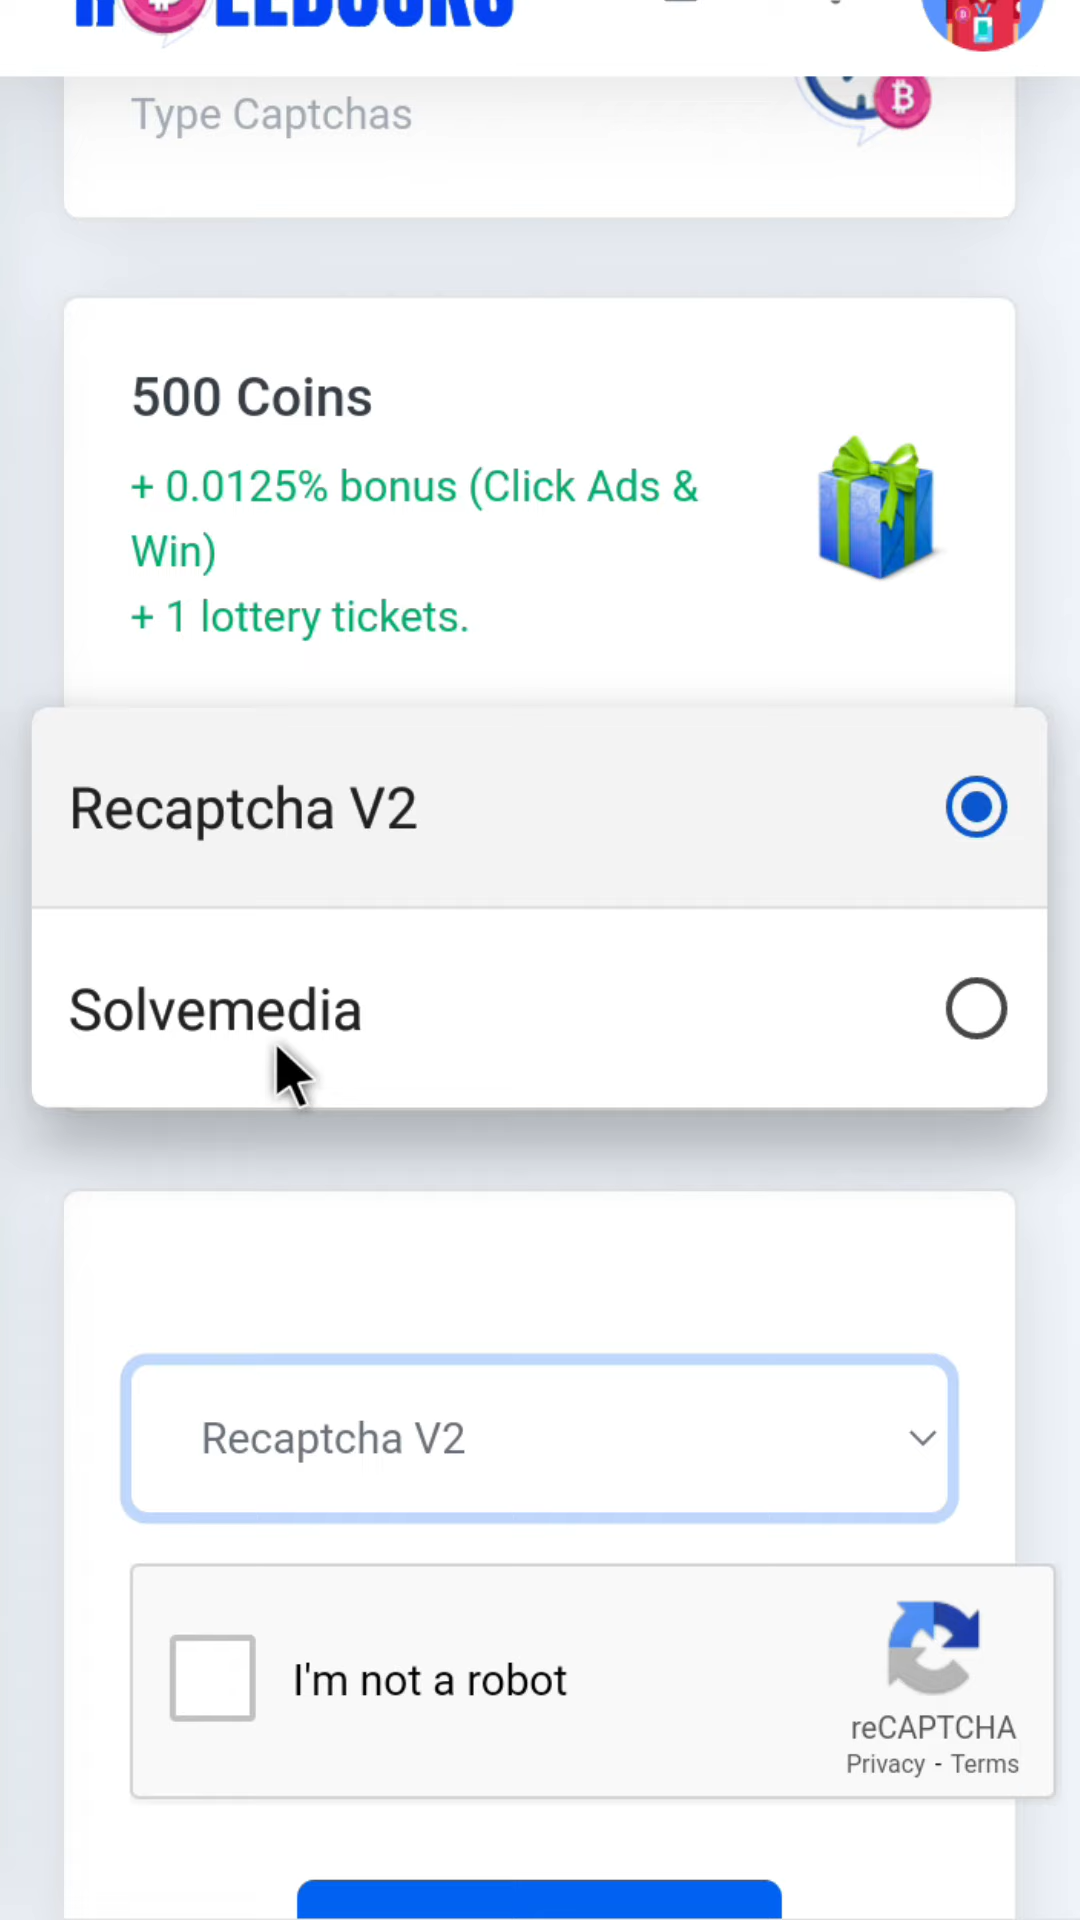 Type Captchas
500 Coins
+ 0.0125% bonus (Click Ads &
Win)
+ 1 lottery tickets.
Recaptcha V2
Solvemedia
Recaptcha V2
I'm not a robot
reCAPTCHA
Privacy - Terms